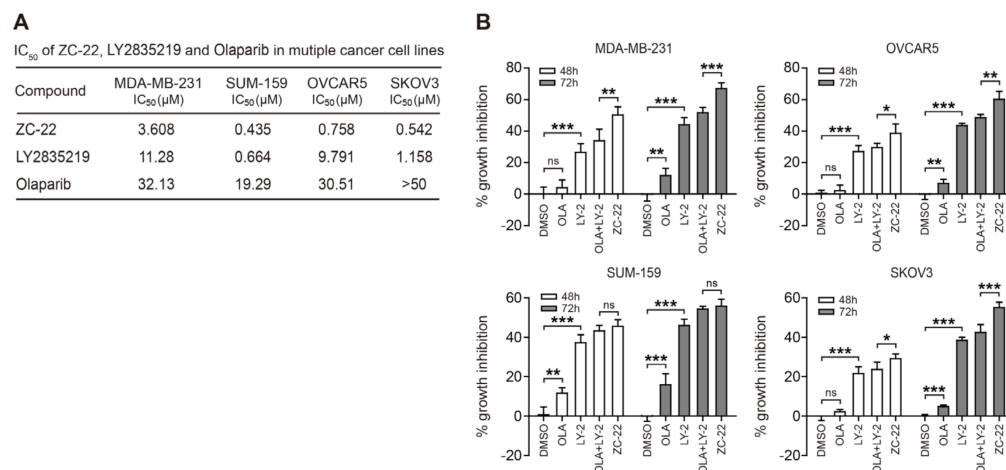 A
IC50 of ZC-22, LY2835219 and Olaparib in mutiple cancer cell lines
Compound MDA-MB-231 SUM-159 OVCAR5 SKOV3
IC50 (μM) IC50 (μM) IC50 (μM) IC50 (μM)
ZC-22 3.608 0.435 0.758 0.542
LY2835219 11.28 0.664 9.791 1.158
Olaparib 32.13 19.29 30.51 >50
B
MDA-MB-231
% growth inhibition
80
60
40
20
0
-20
48h
72h
ns
***
**
**
***
***
DMSO
OLA
LY-2
OLA+LY-2
ZC-22
DMSO
OLA
LY-2
OLA+LY-2
ZC-22
OVCAR5
% growth inhibition
80
60
40
20
0
-20
48h
72h
ns
***
*
**
***
**
DMSO
OLA
LY-2
OLA+LY-2
ZC-22
DMSO
OLA
LY-2
OLA+LY-2
ZC-22
SUM-159
% growth inhibition
60
40
20
0
48h
72h
**
***
ns
***
***
ns
DMSO
OLA
LY-2
OLA+LY-2
ZC-22
DMSO
OLA
LY-2
OLA+LY-2
ZC-22
SKOV3
% growth inhibition
60
40
20
0
48h
72h
ns
***
*
***
***
***
DMSO
OLA
LY-2
OLA+LY-2
ZC-22
DMSO
OLA
LY-2
OLA+LY-2
ZC-22